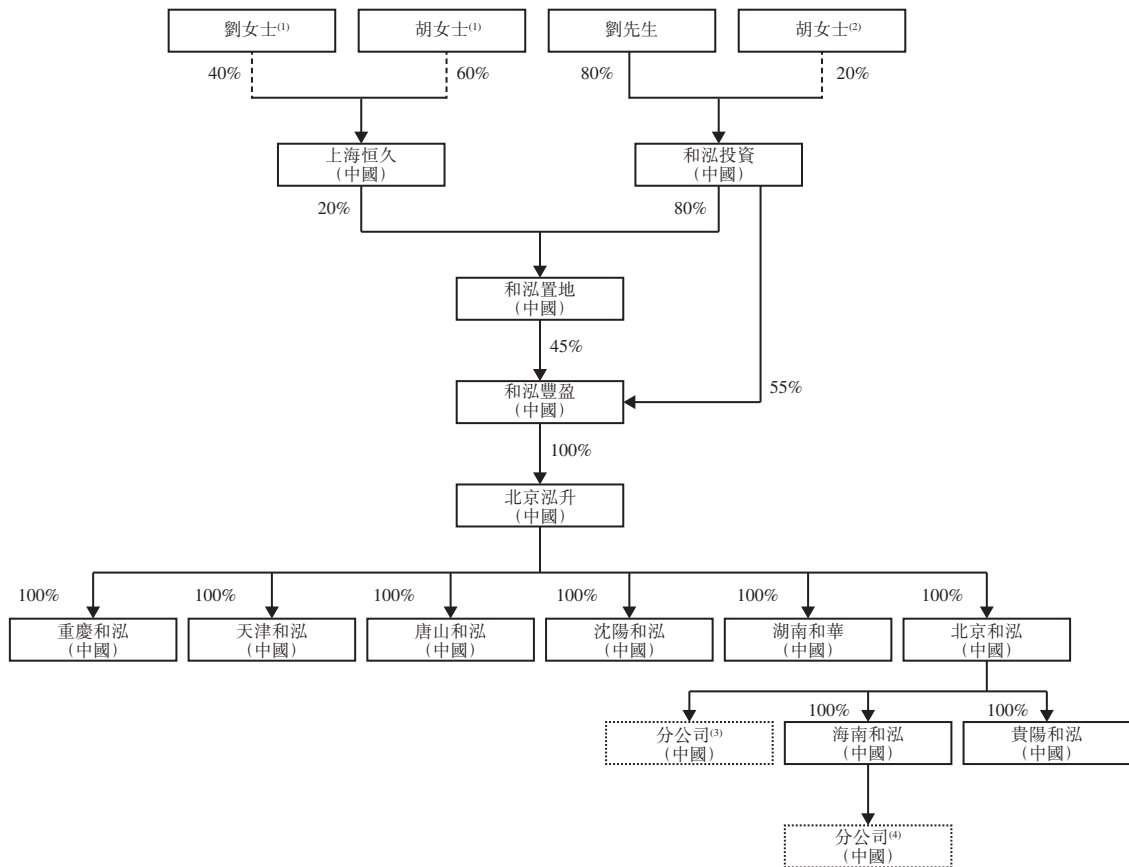 劉女士(1)
胡女士(1)
劉先生
胡女士(2)
40%
60%
80%
20%
上海恒久
（中國）
和泓投資
（中國）
20%
80%
和泓置地
（中國）
45%
55%
和泓豐盈
（中國）
100%
北京泓升
（中國）
100%
100%
100%
100%
100%
100%
重慶和泓
（中國）
天津和泓
（中國）
唐山和泓
（中國）
沈陽和泓
（中國）
湖南和華
（中國）
北京和泓
（中國）
100%
100%
分公司(3)
（中國）
海南和泓
（中國）
貴陽和泓
（中國）
分公司(4)
（中國）